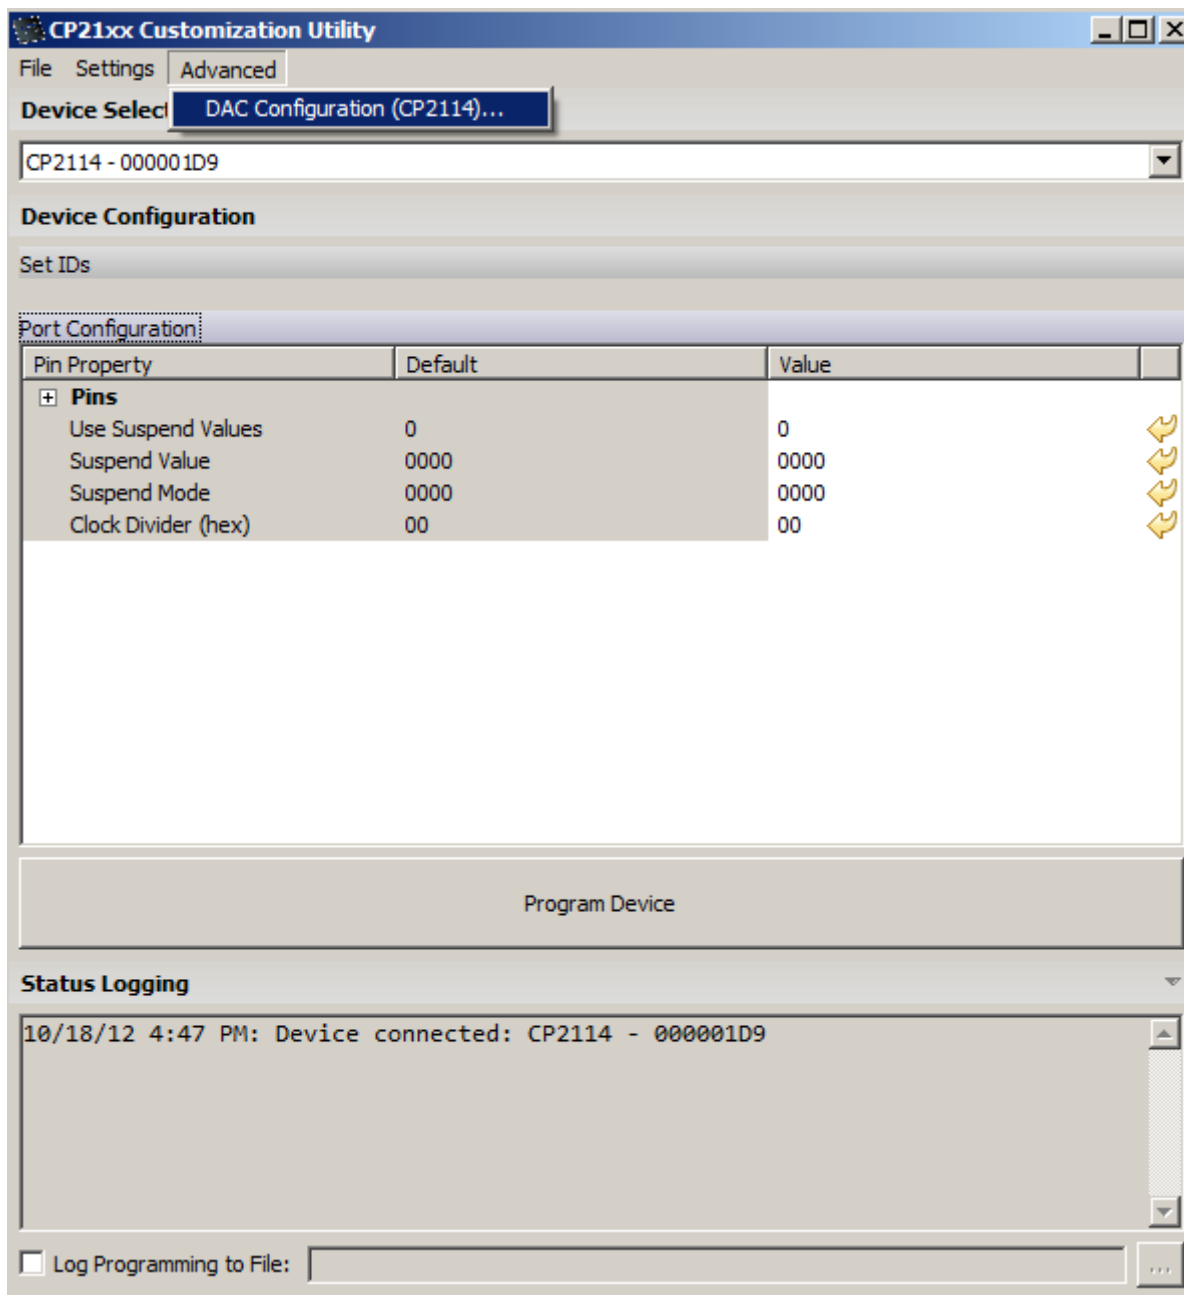 CP21xx Customization Utility
File Settings Advanced
Device Select
DAC Configuration (CP2114)...
CP2114 - 000001D9
Device Configuration
Set IDs
Port Configuration
Pin Property Default Value
Pins
Use Suspend Values 0 0
Suspend Value 0000 0000
Suspend Mode 0000 0000
Clock Divider (hex) 00 00
Program Device
Status Logging
10/18/12 4:47 PM: Device connected: CP2114 - 000001D9
Log Programming to File: ...